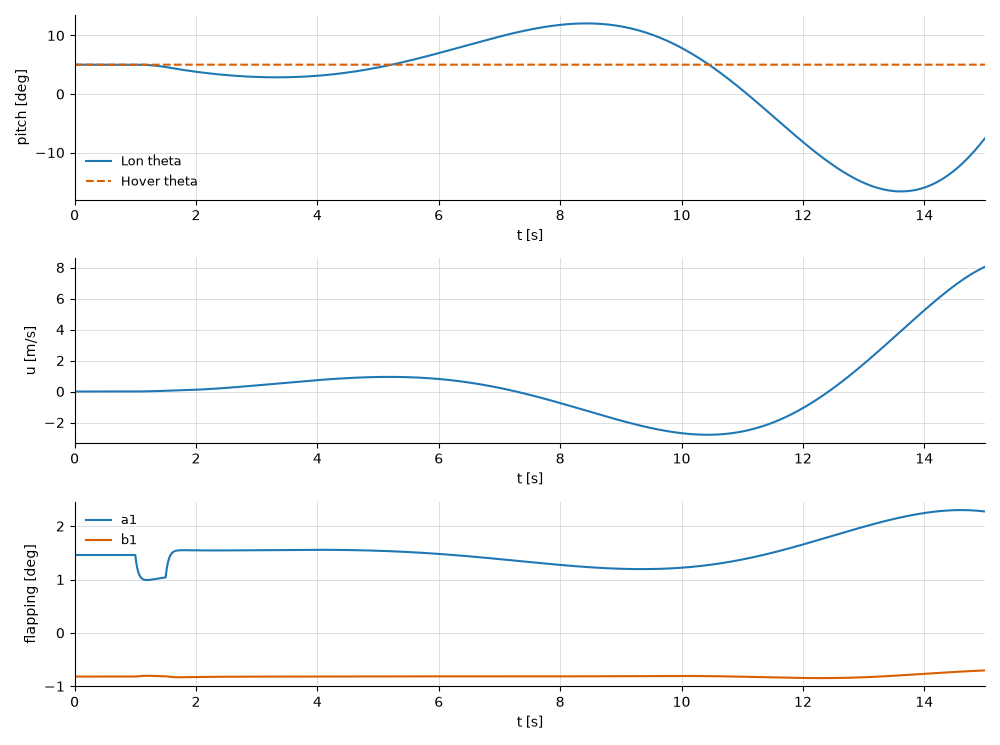 10
0
−10
pitch [deg]
Lon theta
Hover theta
0 2 4 6 8 10 12 14
t [s]
8
6
4
2
0
−2
u [m/s]
0 2 4 6 8 10 12 14
t [s]
2
1
0
−1
flapping [deg]
a1
b1
0 2 4 6 8 10 12 14
t [s]